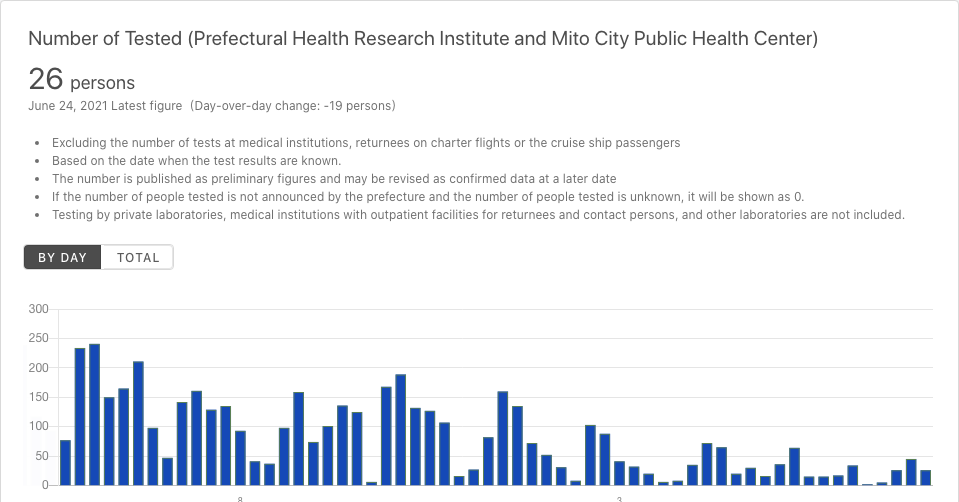 Number of Tested (Prefectural Health Research Institute and Mito City Public Health Center)
26 persons
June 24, 2021 Latest figure (Day-over-day change: -19 persons)
• Excluding the number of tests at medical institutions, returnees on charter flights or the cruise ship passengers
• Based on the date when the test results are known.
• The number is published as preliminary figures and may be revised as confirmed data at a later date
• If the number of people tested is not announced by the prefecture and the number of people tested is unknown, it will be shown as 0.
• Testing by private laboratories, medical institutions with outpatient facilities for returnees and contact persons, and other laboratories are not included.
BY DAY TOTAL
300
250
200
150
100
50
0